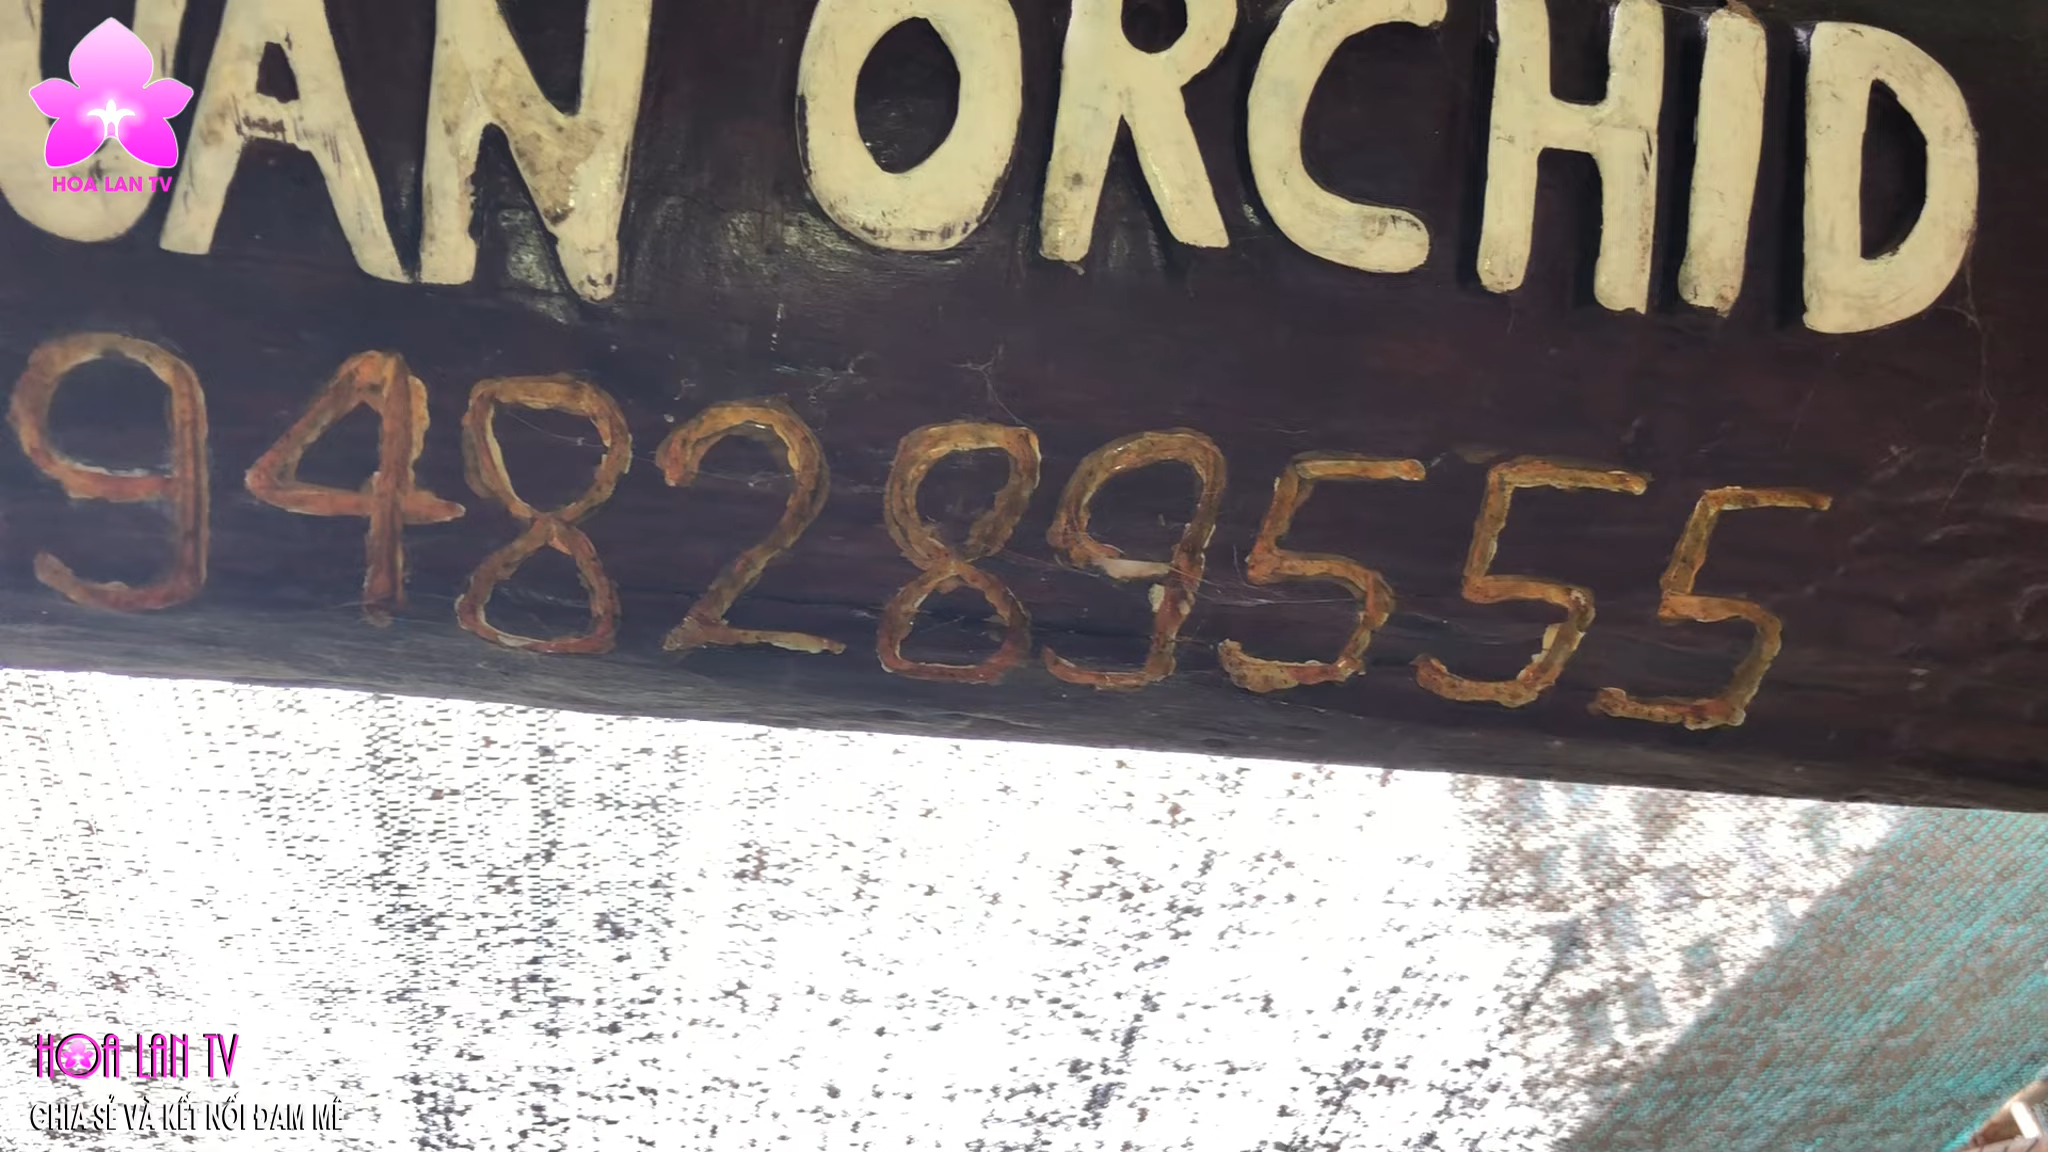 UAN ORCHID
948289555
HOA LAN TV
HOA LAN TV
CHIA SẺ VÀ KẾT NỐI ĐAM MÊ